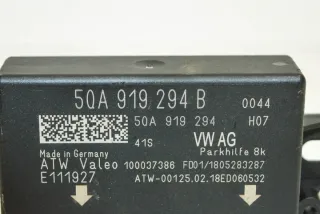 5QA 919 294 B 0044
5QA 919 294 H07
41S VW AG
Made in Germany Parkhilfe 8k
ATW Valeo 100037386 FD01/1805283287
E111927 ATW-00125.02.18ED060532